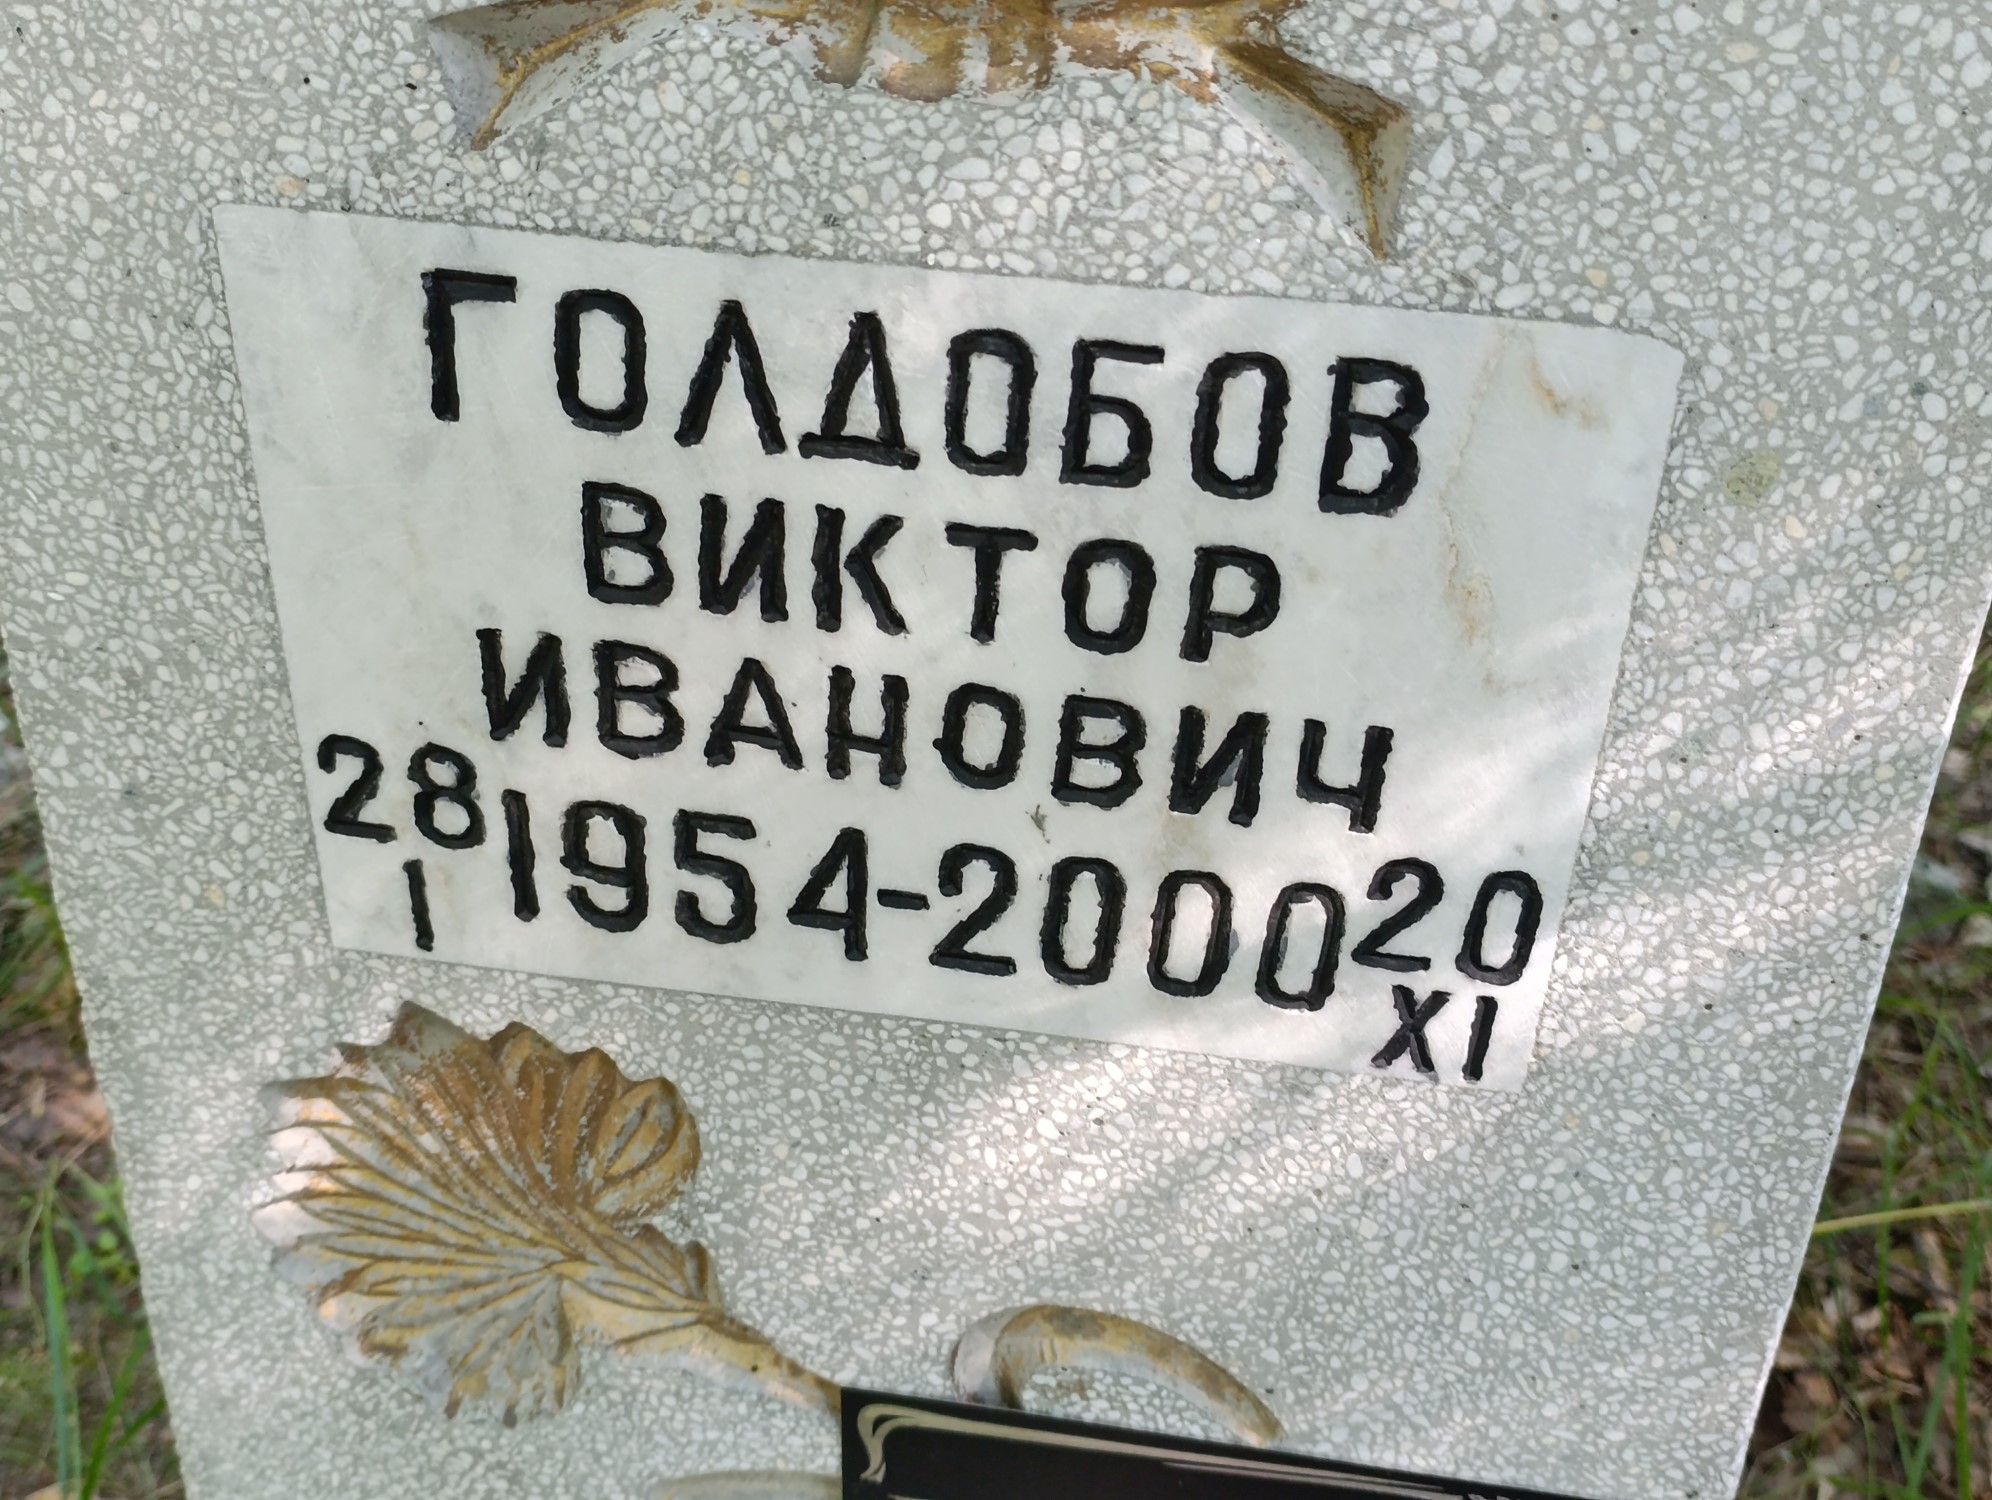 ГОЛДОБОВ
ВИКТОР
ИВАНОВИЧ
28 1954-2000 20
I XI